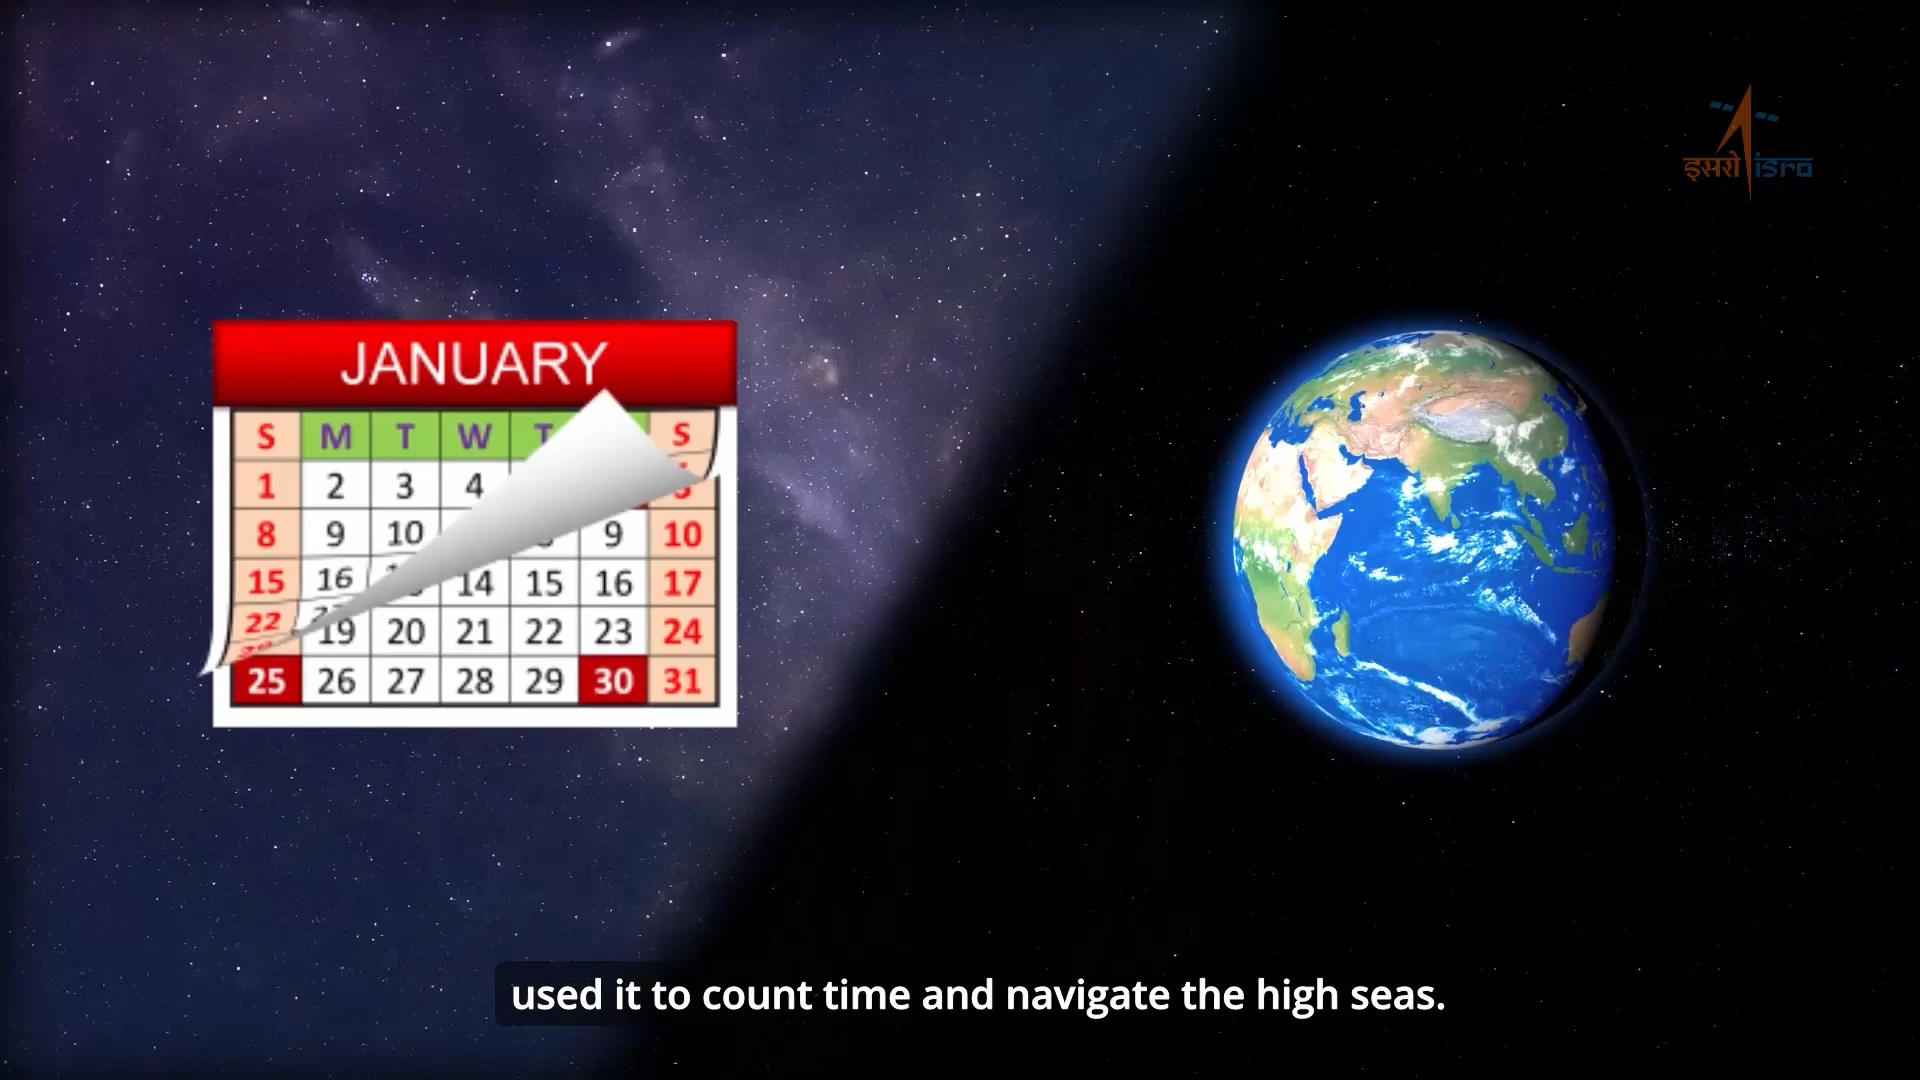 इसरो isro
JANUARY
S M T W T S
1 2 3 4
8 9 10 9 10
15 16 14 15 16 17
22 19 20 21 22 23 24
25 26 27 28 29 30 31
used it to count time and navigate the high seas.